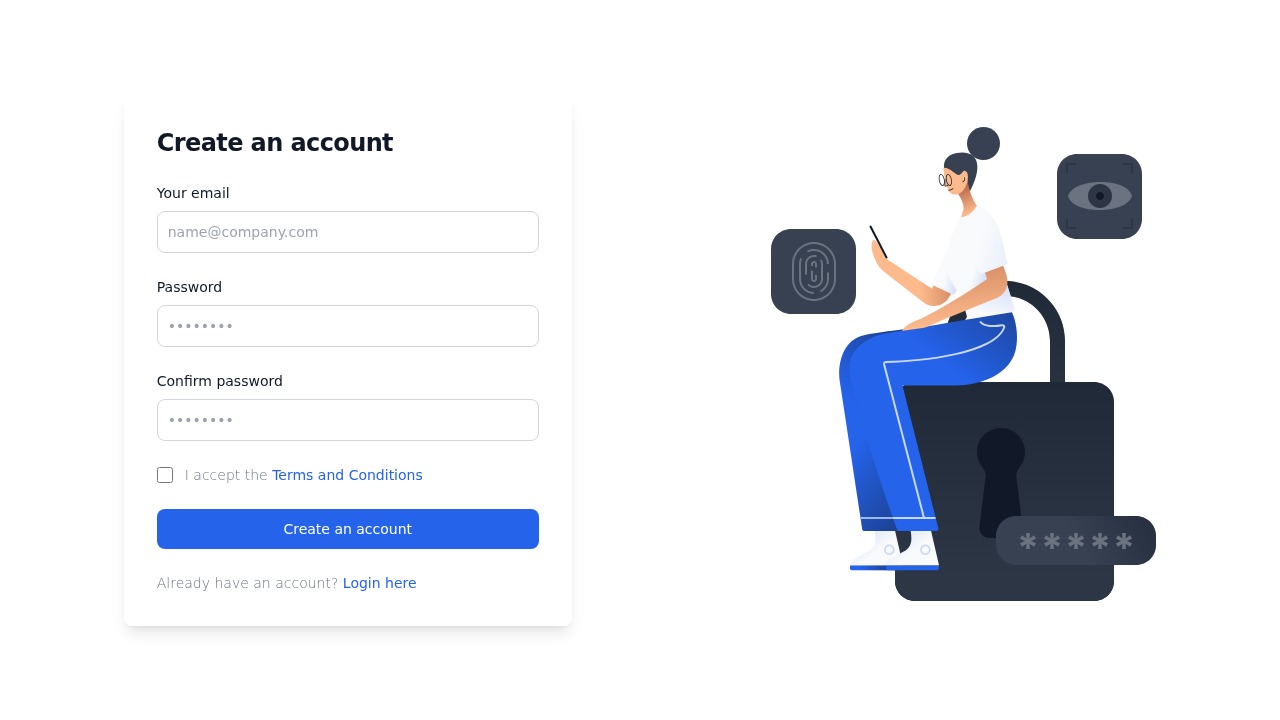 Create an account
Your email
name@company.com
Password
••••••••
Confirm password
••••••••
I accept the Terms and Conditions
Create an account
Already have an account? Login here
*****